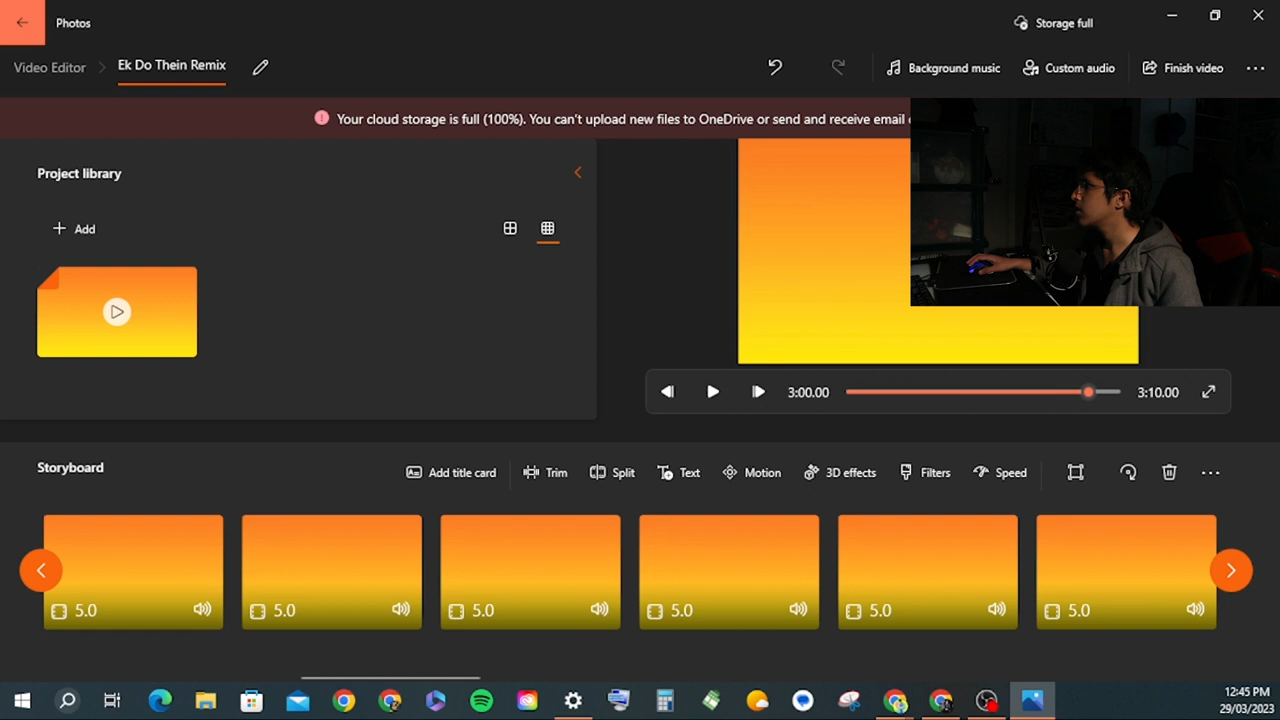 Photos
Storage full
Video Editor
Ek Do Thein Remix
Background music
Custom audio
Finish video
Your cloud storage is full (100%). You can't upload new files to OneDrive or send and receive email
Project library
Add
3:00.00
3:10.00
Storyboard
Add title card
Trim
Split
Text
Motion
3D effects
Filters
Speed
5.0
5.0
5.0
5.0
5.0
5.0
12:45 PM
29/03/2023